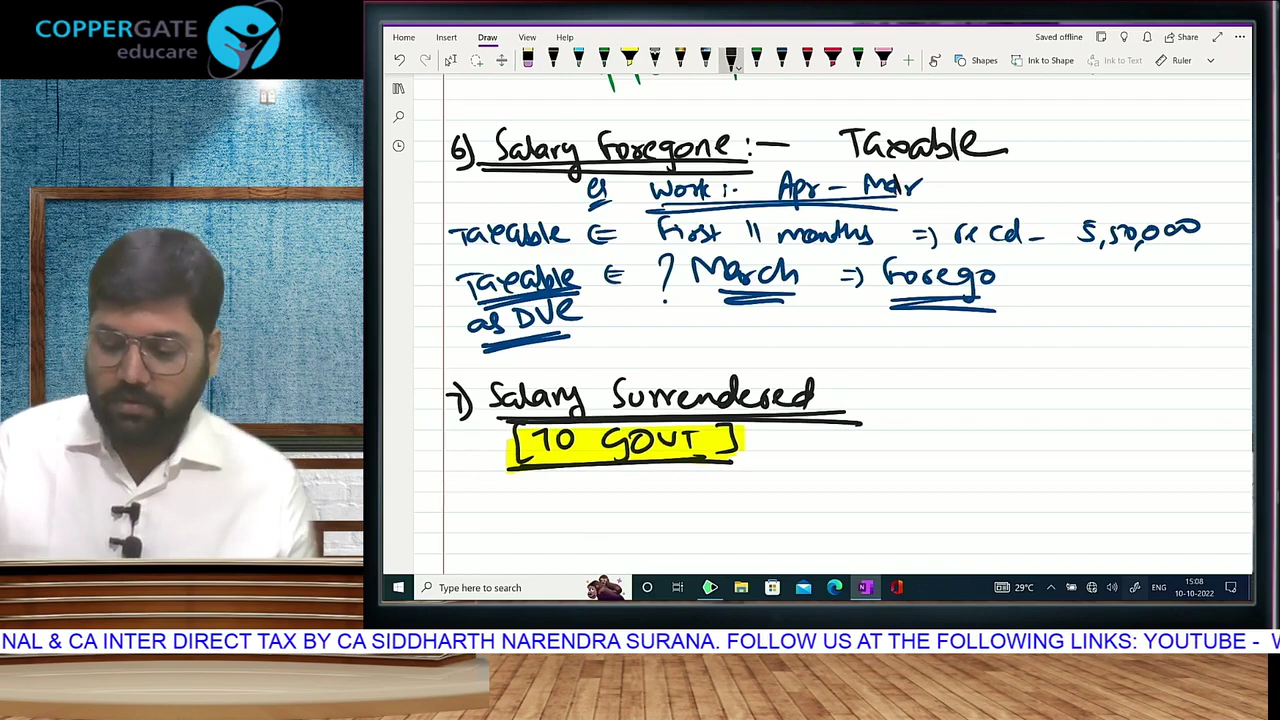 COPPERGATE
educare
Home Insert Draw View Help
Saved offline
Share
Shapes
Ink to Shape
Ink to Text
Ruler
6) Salary Foregone :- Taxable
eg Work :- Apr - Mar
Taxable ⇐ First 11 months => recd - 5,50,000
Taxable ⇐ ? March => Forego
as DUE
7) Salary Surrendered
[TO GOVT]
Type here to search
29°C
ENG
15:08
10-10-2022
NAL & CA INTER DIRECT TAX BY CA SIDDHARTH NARENDRA SURANA. FOLLOW US AT THE FOLLOWING LINKS: YOUTUBE -